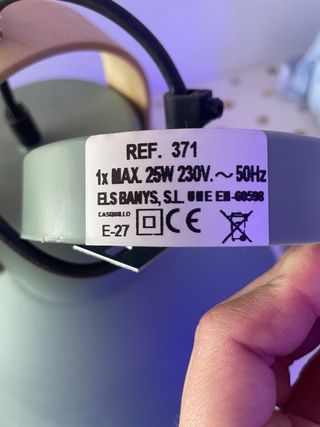 REF. 371
1x MAX. 25W 230V. ~ 50Hz
ELS BANYS, S.L. UNE EN-60598
CASQUILLO
E-27 CE